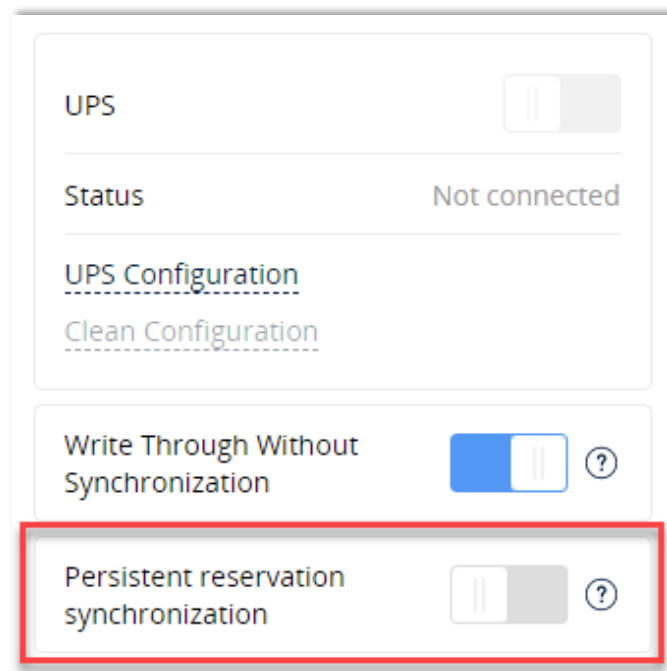 UPS
Status Not connected
UPS Configuration
Clean Configuration
Write Through Without
Synchronization
?
Persistent reservation
synchronization
?